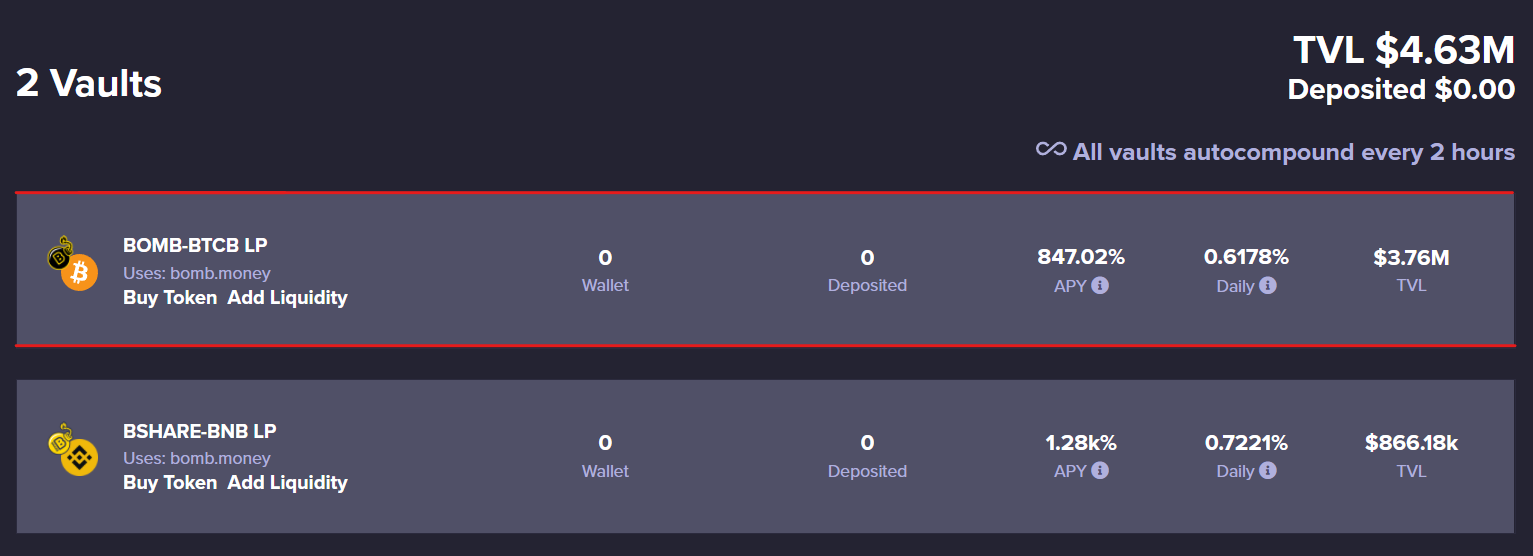 2 Vaults
TVL $4.63M
Deposited $0.00
All vaults autocompound every 2 hours
BOMB-BTCB LP
Uses: bomb.money
Buy Token Add Liquidity
0
Wallet
0
Deposited
847.02%
APY
0.6178%
Daily
$3.76M
TVL
BSHARE-BNB LP
Uses: bomb.money
Buy Token Add Liquidity
0
Wallet
0
Deposited
1.28k%
APY
0.7221%
Daily
$866.18k
TVL